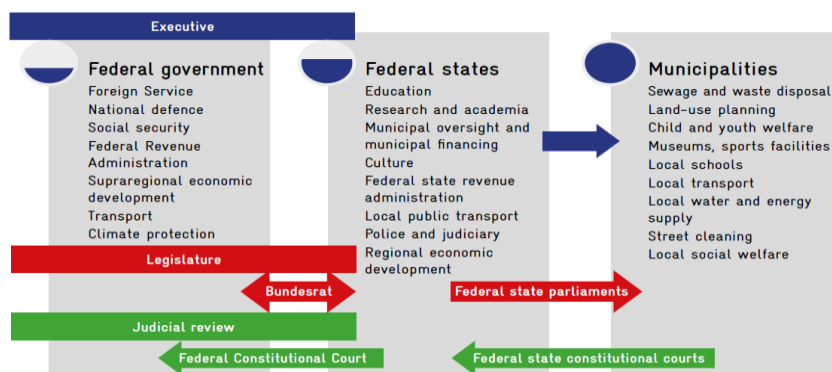 Executive
Federal government
Foreign Service
National defence
Social security
Federal Revenue
Administration
Supraregional economic
development
Transport
Climate protection
Federal states
Education
Research and academia
Municipal oversight and
municipal financing
Culture
Federal state revenue
administration
Local public transport
Police and judiciary
Regional economic
development
Municipalities
Sewage and waste disposal
Land-use planning
Child and youth welfare
Museums, sports facilities
Local schools
Local transport
Local water and energy
supply
Street cleaning
Local social welfare
Legislature
Bundesrat
Federal state parliaments
Judicial review
Federal Constitutional Court
Federal state constitutional courts